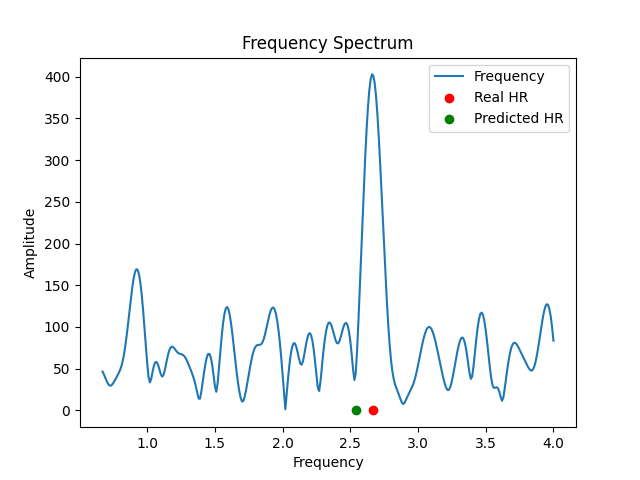 Frequency Spectrum
Frequency
Real HR
Predicted HR
Amplitude
400
350
300
250
200
150
100
50
0
1.0 1.5 2.0 2.5 3.0 3.5 4.0
Frequency